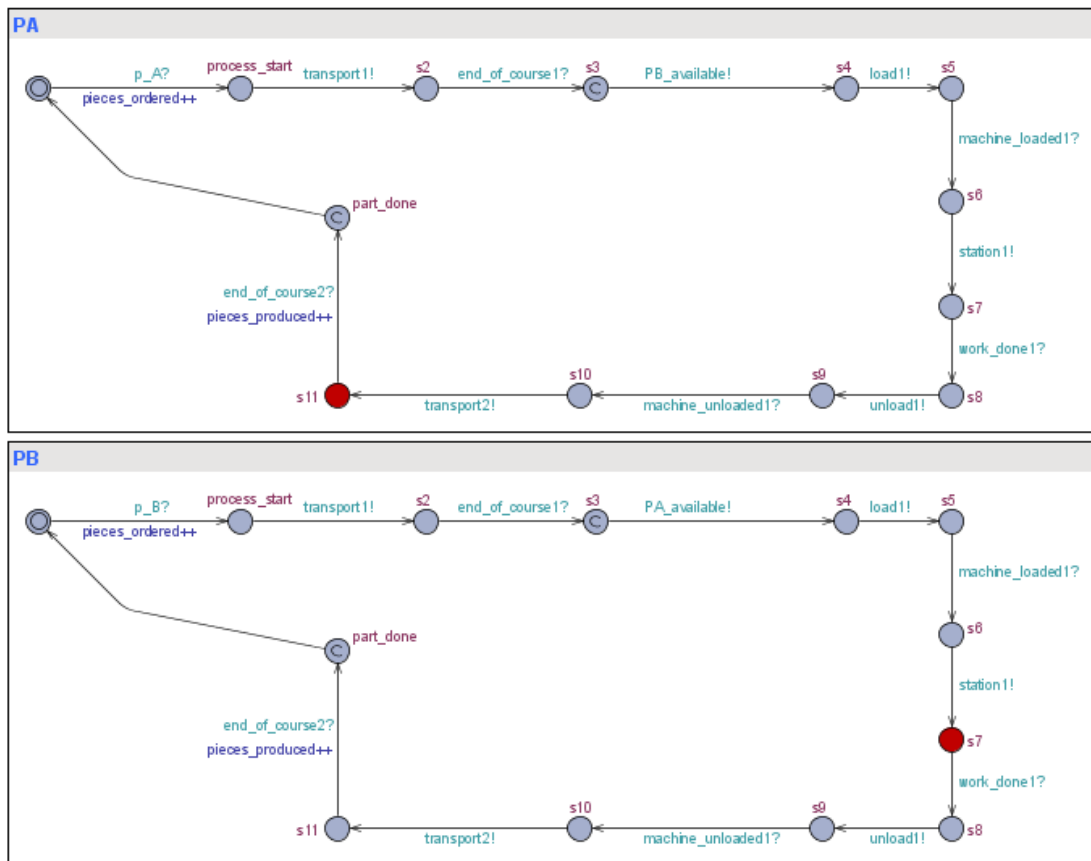 PA
process_start
s2
s3
s4
s5
p_A?
transport1!
end_of_course1?
PB_available!
load1!
pieces_ordered++
machine_loaded1?
s6
part_done
station1!
end_of_course2?
s7
pieces_produced++
work_done1?
s10
s9
s11
s8
transport2!
machine_unloaded1?
unload1!
C
C
PB
process_start
s2
s3
s4
s5
p_B?
transport1!
end_of_course1?
PA_available!
load1!
pieces_ordered++
machine_loaded1?
s6
part_done
station1!
end_of_course2?
s7
pieces_produced++
work_done1?
s10
s9
s11
s8
transport2!
machine_unloaded1?
unload1!
C
C